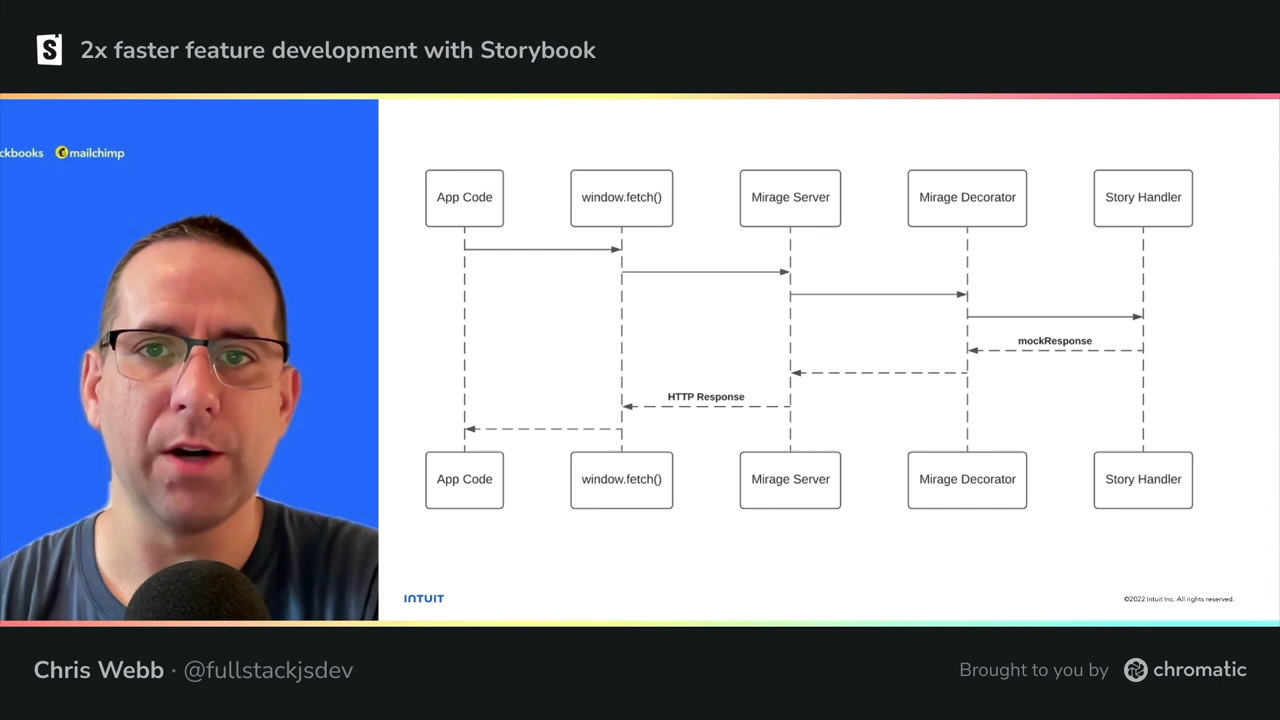 2x faster feature development with Storybook
ckbooks mailchimp
App Code window.fetch() Mirage Server Mirage Decorator Story Handler
mockResponse
HTTP Response
App Code window.fetch() Mirage Server Mirage Decorator Story Handler
INTUIT
©2022 Intuit Inc. All rights reserved.
Chris Webb · @fullstackjsdev
Brought to you by chromatic